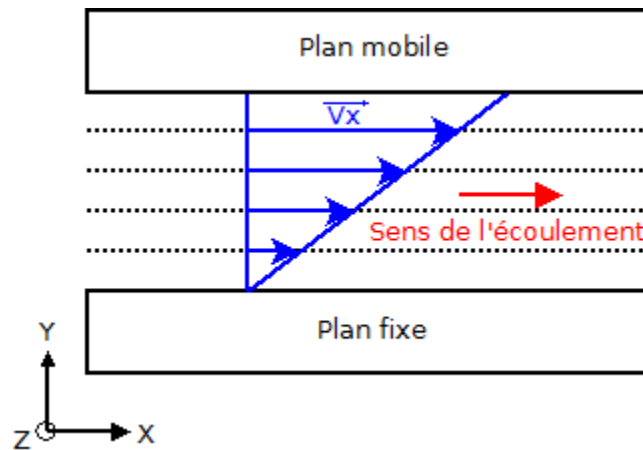 Plan mobile
Vx
Sens de l'écoulement
Plan fixe
Y
Z
X